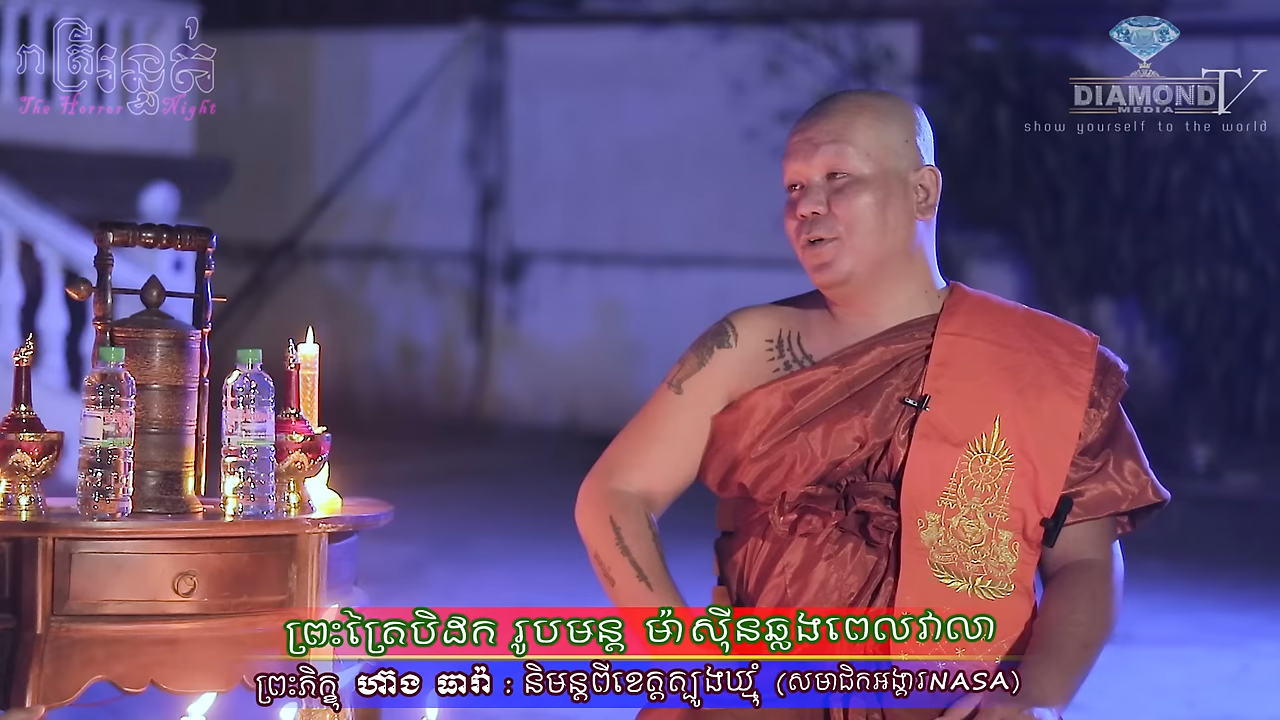 រាត្រីរន្ធត់
The Horror Night
DIAMOND TV
MEDIA
show yourself to the world
ព្រះត្រៃបិដក រូបមន្ត ម៉ាស៊ីនឆ្លងពេលវាលា
ព្រះភិក្ខុ ហ៊ាង ធារ៉ា : និមន្តពីខេត្តត្បូងឃ្មុំ (សមាជិកអង្គការNASA)